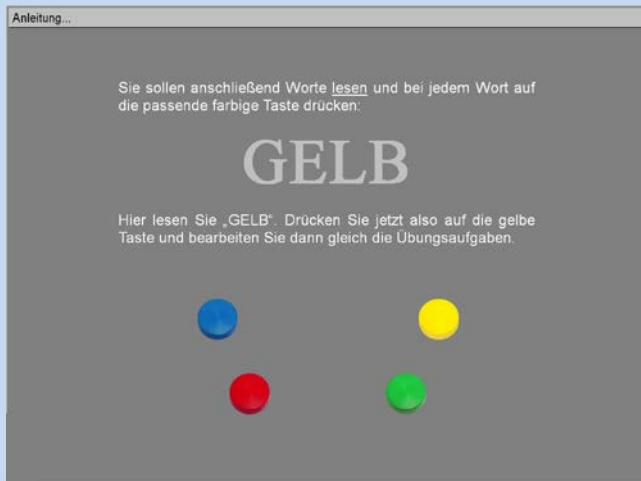 Anleitung...
Sie sollen anschließend Worte lesen und bei jedem Wort auf
die passende farbige Taste drücken:
GELB
Hier lesen Sie „GELB“. Drücken Sie jetzt also auf die gelbe
Taste und bearbeiten Sie dann gleich die Übungsaufgaben.